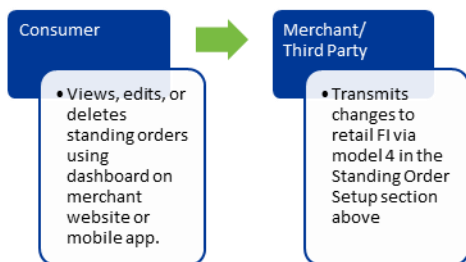 Consumer
• Views, edits, or
deletes
standing orders
using
dashboard on
merchant
website or
mobile app.
Merchant/
Third Party
• Transmits
changes to
retail FI via
model 4 in the
Standing Order
Setup section
above